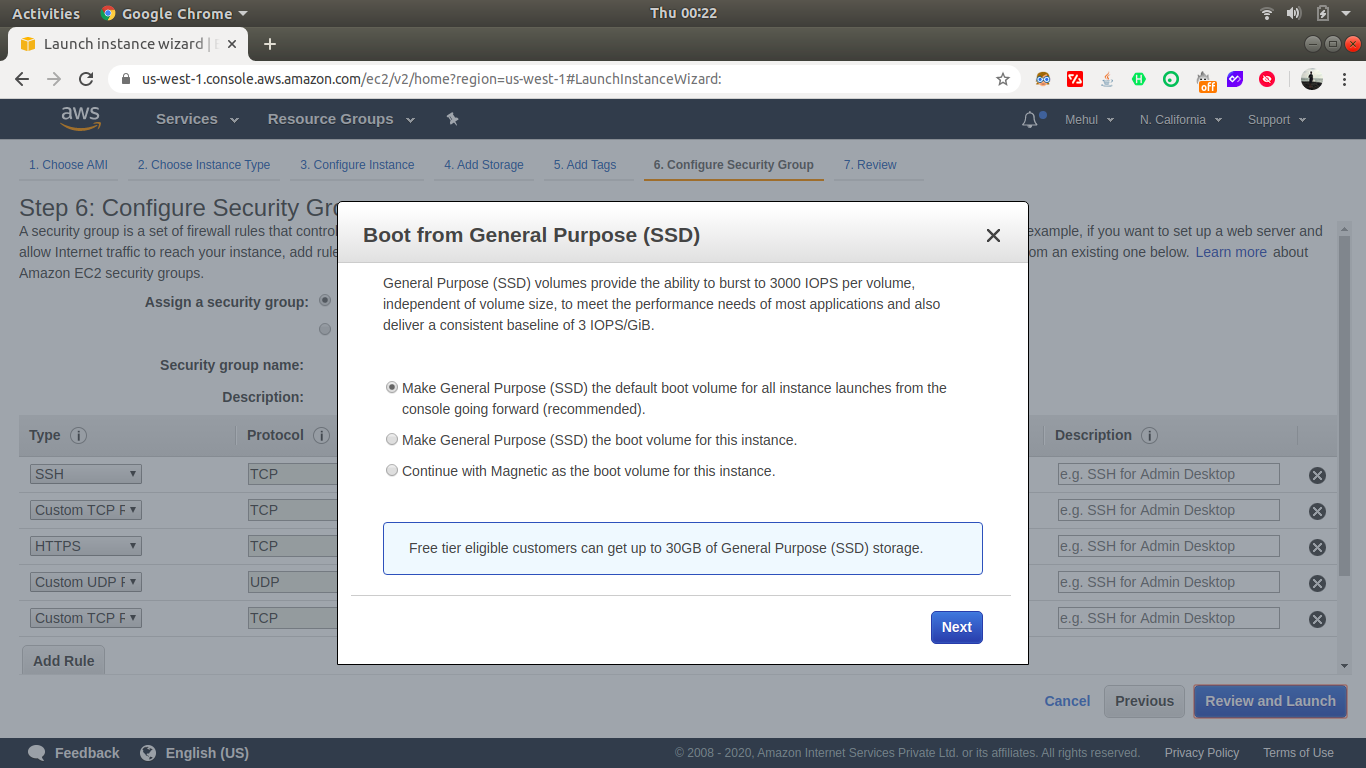 Activities Google Chrome Thu 00:22
Launch instance wizard |
us-west-1.console.aws.amazon.com/ec2/v2/home?region=us-west-1#LaunchInstanceWizard:
off
aws Services Resource Groups Mehul N. California Support
1. Choose AMI 2. Choose Instance Type 3. Configure Instance 4. Add Storage 5. Add Tags 6. Configure Security Group 7. Review
Step 6: Configure Security Gro
A security group is a set of firewall rules that control example, if you want to set up a web server and
allow Internet traffic to reach your instance, add rule om an existing one below. Learn more about
Amazon EC2 security groups.
Assign a security group:
Security group name:
Description:
Type Protocol Description
SSH TCP e.g. SSH for Admin Desktop
Custom TCP F TCP e.g. SSH for Admin Desktop
HTTPS TCP e.g. SSH for Admin Desktop
Custom UDP F UDP e.g. SSH for Admin Desktop
Custom TCP F TCP e.g. SSH for Admin Desktop
Add Rule
Boot from General Purpose (SSD)
General Purpose (SSD) volumes provide the ability to burst to 3000 IOPS per volume,
independent of volume size, to meet the performance needs of most applications and also
deliver a consistent baseline of 3 IOPS/GiB.
Make General Purpose (SSD) the default boot volume for all instance launches from the
console going forward (recommended).
Make General Purpose (SSD) the boot volume for this instance.
Continue with Magnetic as the boot volume for this instance.
Free tier eligible customers can get up to 30GB of General Purpose (SSD) storage.
Next
Cancel Previous Review and Launch
Feedback English (US) © 2008 - 2020, Amazon Internet Services Private Ltd. or its affiliates. All rights reserved. Privacy Policy Terms of Use